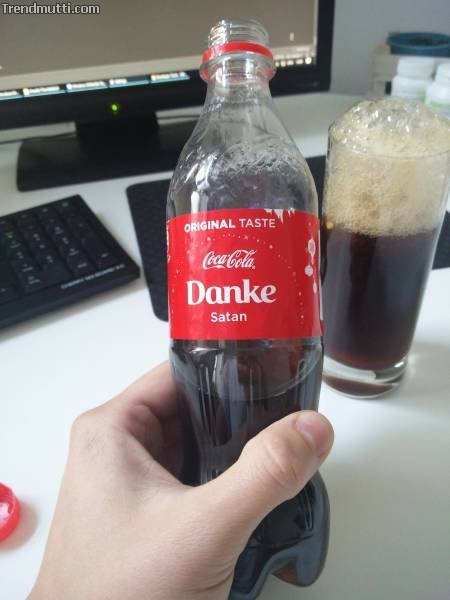 Trendmutti.com
ORIGINAL TASTE
Coca-Cola
Danke
Satan